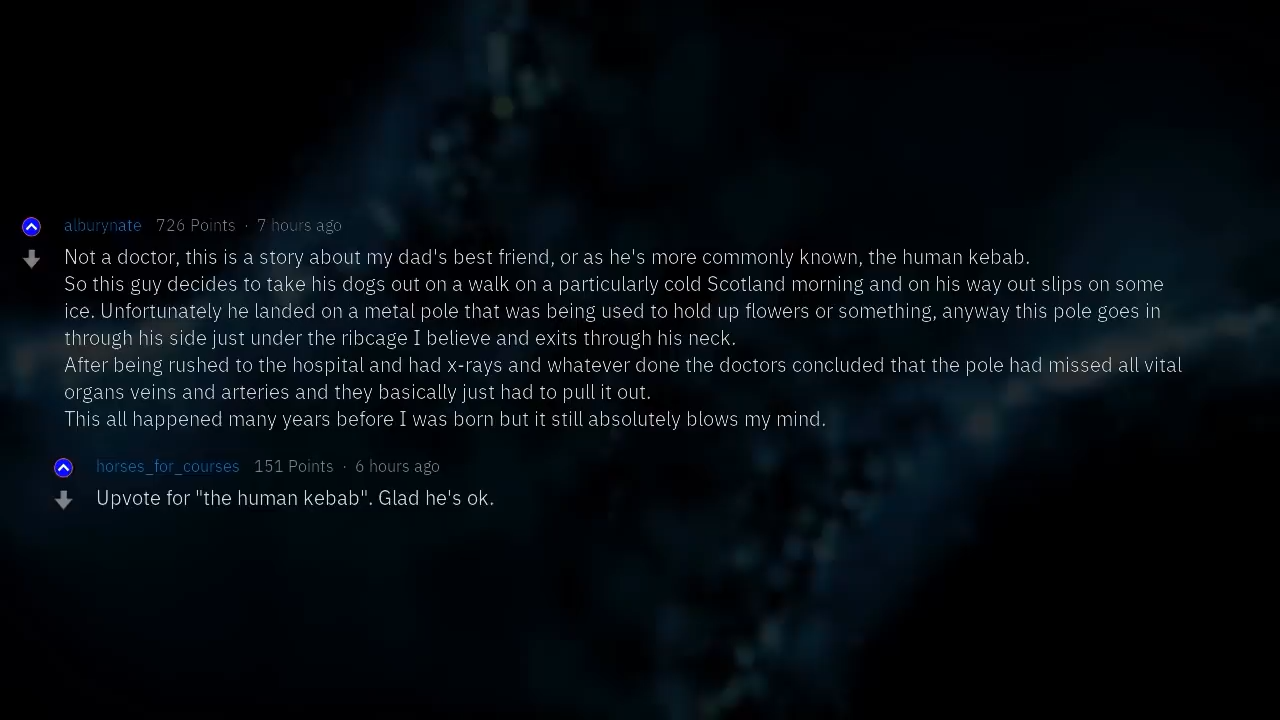 alburynate 726 Points · 7 hours ago
Not a doctor, this is a story about my dad's best friend, or as he's more commonly known, the human kebab.
So this guy decides to take his dogs out on a walk on a particularly cold Scotland morning and on his way out slips on some
ice. Unfortunately he landed on a metal pole that was being used to hold up flowers or something, anyway this pole goes in
through his side just under the ribcage I believe and exits through his neck.
After being rushed to the hospital and had x-rays and whatever done the doctors concluded that the pole had missed all vital
organs veins and arteries and they basically just had to pull it out.
This all happened many years before I was born but it still absolutely blows my mind.
horses_for_courses 151 Points · 6 hours ago
Upvote for "the human kebab". Glad he's ok.